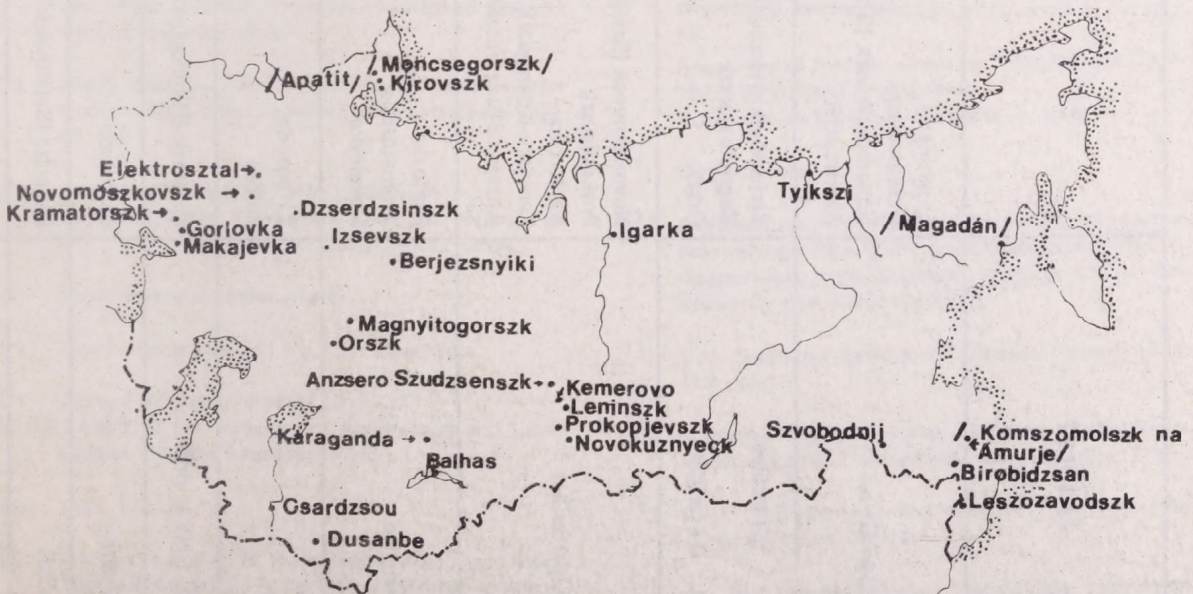 /Moncsegorszk/
/Apatit/
Kirovszk
Elektrosztal→
Novomoszkovszk →
Kramatorszk→
Gorlovka
Makajevka
Dzserdzsinszk
Izsevszk
Berjezsnyiki
Igarka
Tyikszi
/Magadán/
Magnyitogorszk
Orszk
Anzsero Szudzsenszk→
Kemerovo
Leninszk
Prokopjevszk
Novokuznyeck
Karaganda →
Balhas
Csardzsou
Dusanbe
Szvobodnij
/Komszomolszk na
Amurje/
Birobidzsan
Leszozavodszk